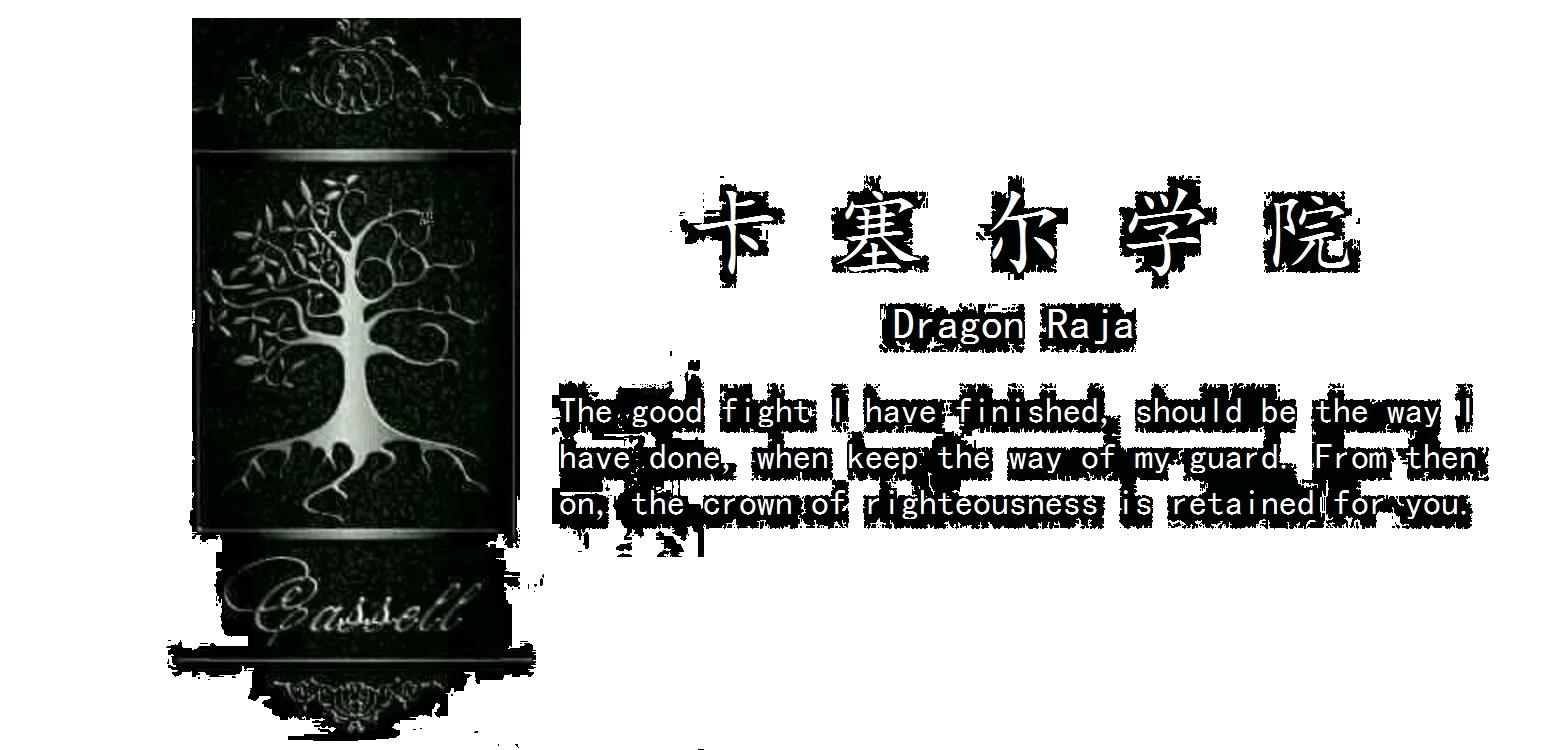 卡塞尔学院
Dragon Raja
The good fight I have finished, should be the way I
have done, when keep the way of my guard. From then
on, the crown of righteousness is retained for you.
Cassell